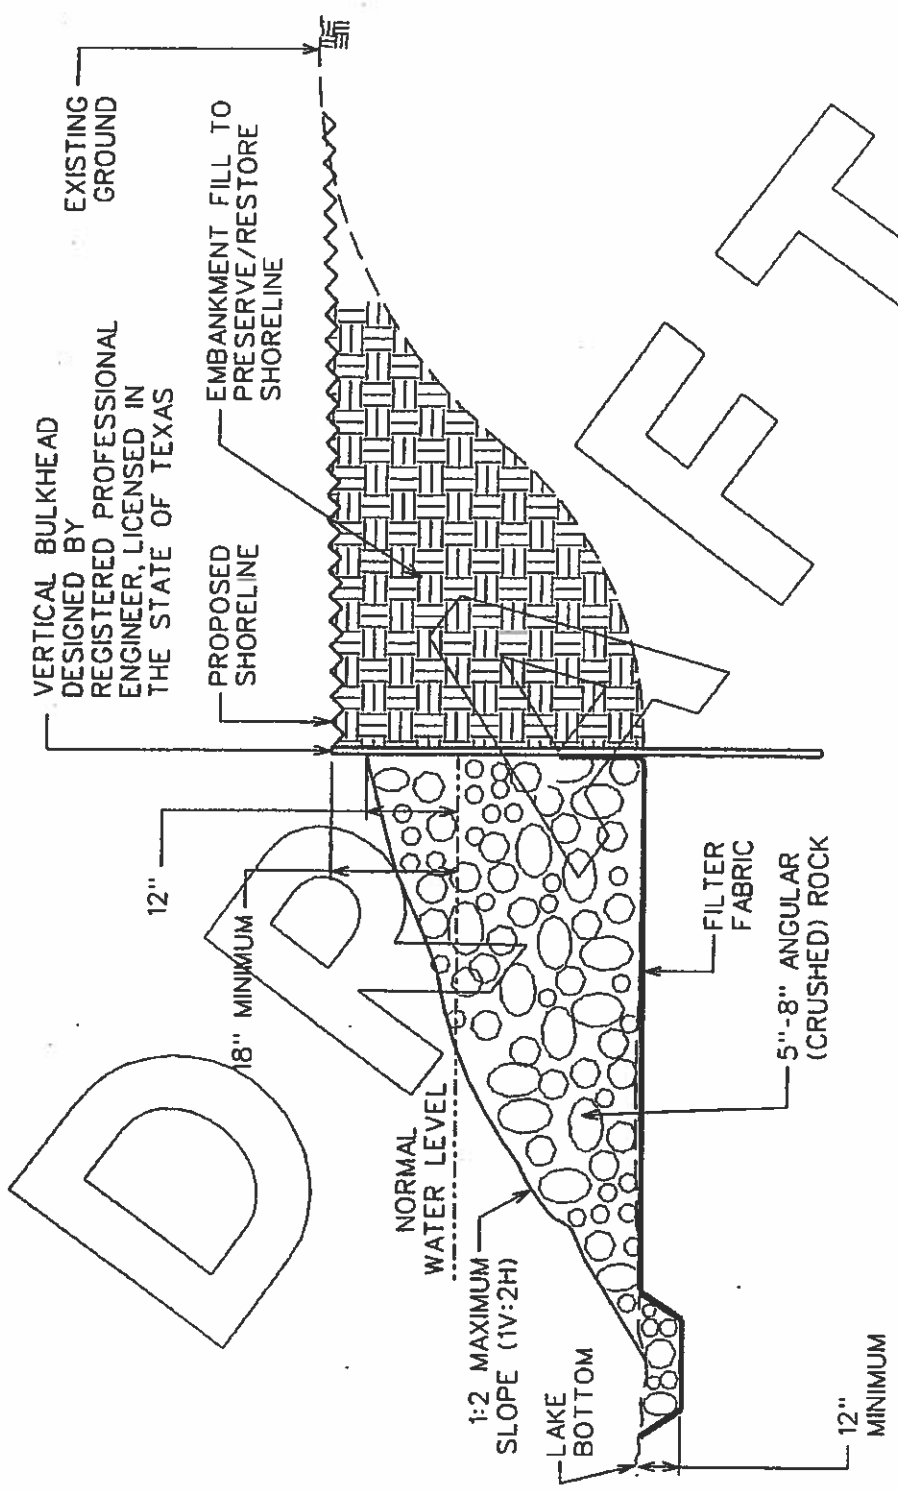 VERTICAL BULKHEAD
DESIGNED BY
REGISTERED PROFESSIONAL
ENGINEER, LICENSED IN
THE STATE OF TEXAS
EXISTING
GROUND
PROPOSED
SHORELINE
EMBANKMENT FILL TO
PRESERVE/RESTORE
SHORELINE
12"
18" MINIMUM
NORMAL
WATER LEVEL
1:2 MAXIMUM
SLOPE (1V:2H)
LAKE
BOTTOM
12"
MINIMUM
FILTER
FABRIC
5"-8" ANGULAR
(CRUSHED) ROCK
DRAFT